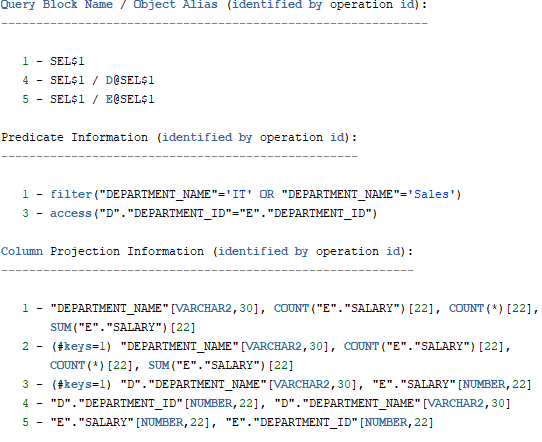 Query Block Name / Object Alias (identified by operation id):
-------------------------------------------------------------
1 - SEL$1
4 - SEL$1 / D@SEL$1
5 - SEL$1 / E@SEL$1
Predicate Information (identified by operation id):
---------------------------------------------------
1 - filter("DEPARTMENT_NAME"='IT' OR "DEPARTMENT_NAME"='Sales')
3 - access("D"."DEPARTMENT_ID"="E"."DEPARTMENT_ID")
Column Projection Information (identified by operation id):
-----------------------------------------------------------
1 - "DEPARTMENT_NAME"[VARCHAR2,30], COUNT("E"."SALARY")[22], COUNT(*)[22],
SUM("E"."SALARY")[22]
2 - (#keys=1) "DEPARTMENT_NAME"[VARCHAR2,30], COUNT("E"."SALARY")[22],
COUNT(*)[22], SUM("E"."SALARY")[22]
3 - (#keys=1) "D"."DEPARTMENT_NAME"[VARCHAR2,30], "E"."SALARY"[NUMBER,22]
4 - "D"."DEPARTMENT_ID"[NUMBER,22], "D"."DEPARTMENT_NAME"[VARCHAR2,30]
5 - "E"."SALARY"[NUMBER,22], "E"."DEPARTMENT_ID"[NUMBER,22]